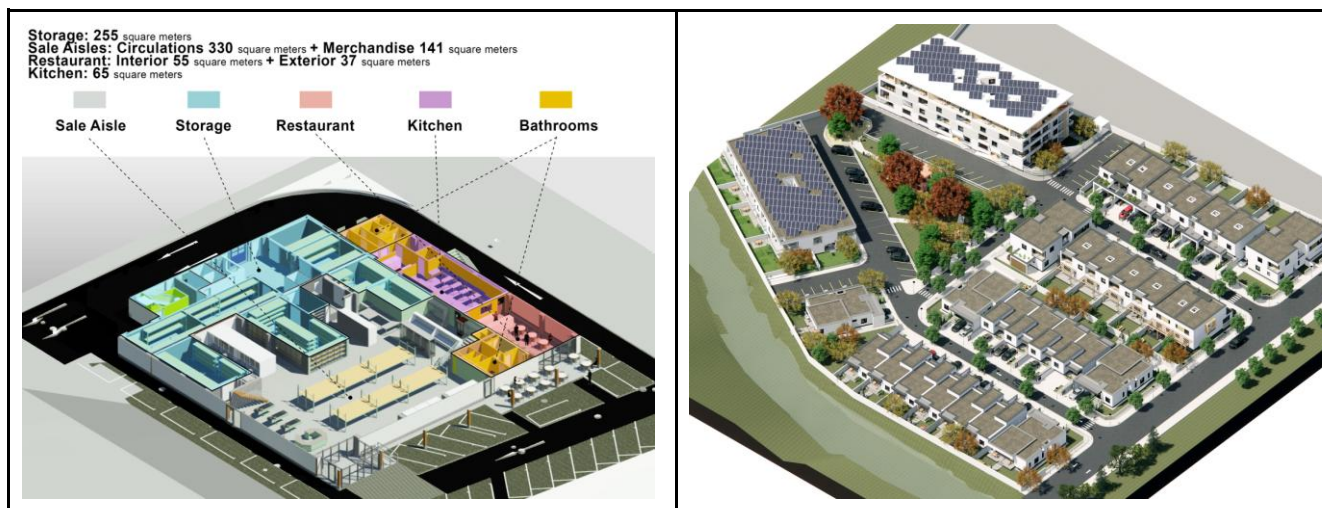 Storage: 255 square meters
Sale Aisles: Circulations 330 square meters + Merchandise 141 square meters
Restaurant: Interior 55 square meters + Exterior 37 square meters
Kitchen: 65 square meters
Sale Aisle Storage Restaurant Kitchen Bathrooms